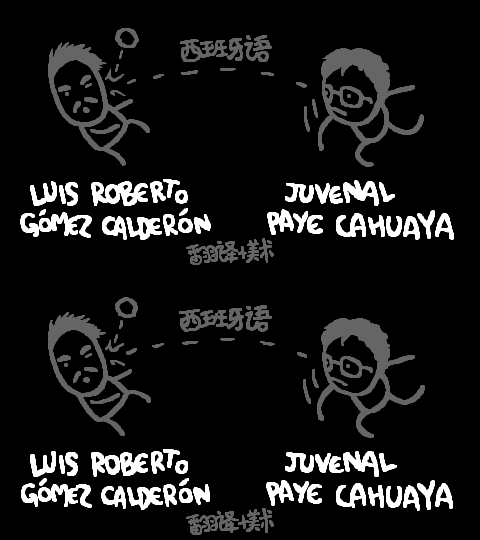 西班牙语
LUIS ROBERTO
GÓMEZ CALDERÓN
JUVENAL
PAYE CAHUAYA
翻译美术
西班牙语
LUIS ROBERTO
GÓMEZ CALDERÓN
JUVENAL
PAYE CAHUAYA
翻译美术